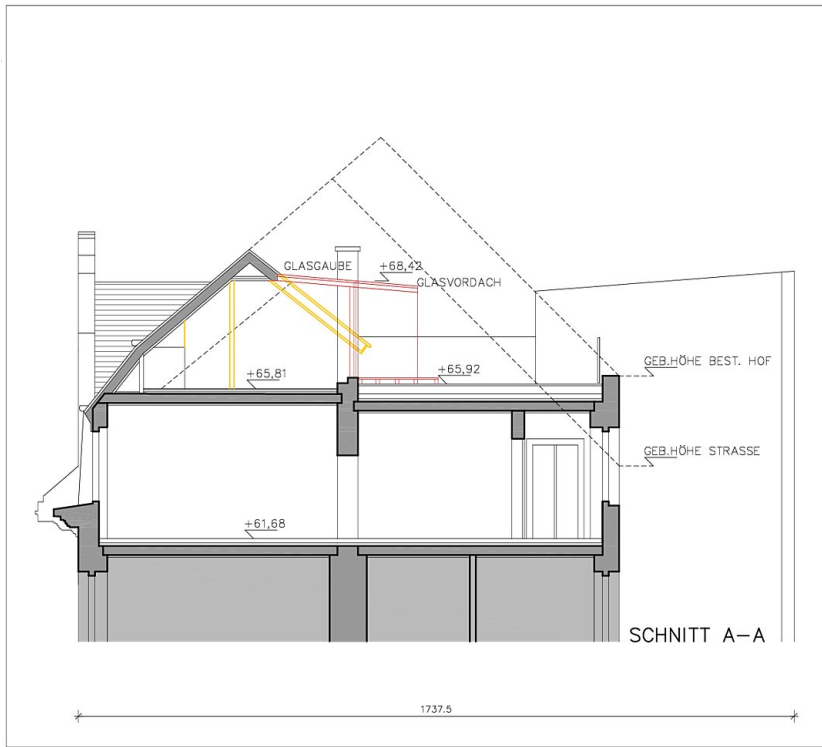 GLASGAUBE
+68,42
GLASVORDACH
+65,81
+65,92
GEB.HÖHE BEST. HOF
GEB.HÖHE STRASSE
+61,68
SCHNITT A-A
1737.5